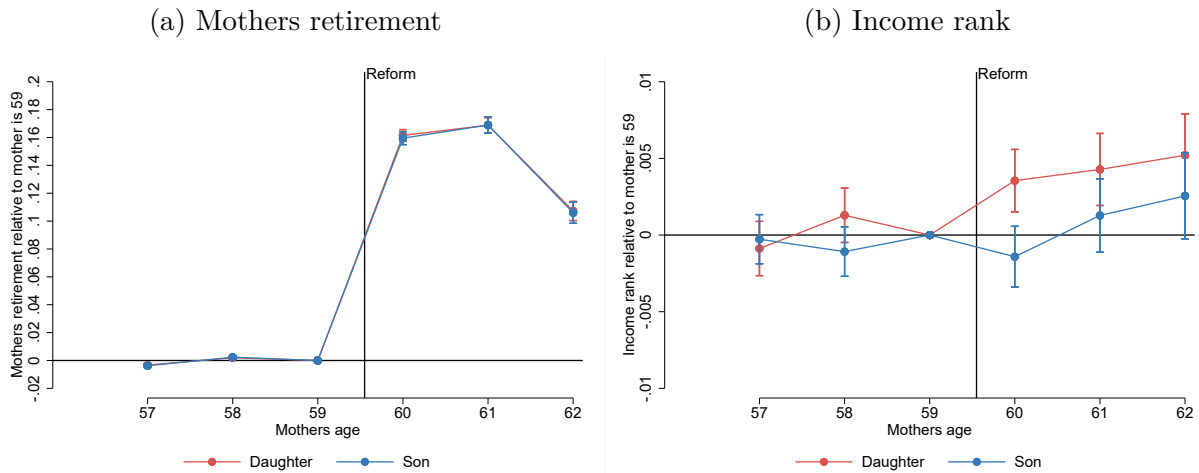 (a) Mothers retirement
Mothers retirement relative to mother is 59
-.02 0 .02 .04 .06 .08 .1 .12 .14 .16 .18 .2
Reform
57 58 59 60 61 62
Mothers age
Daughter Son
(b) Income rank
Income rank relative to mother is 59
-.01 -.005 0 .005 .01
Reform
57 58 59 60 61 62
Mothers age
Daughter Son